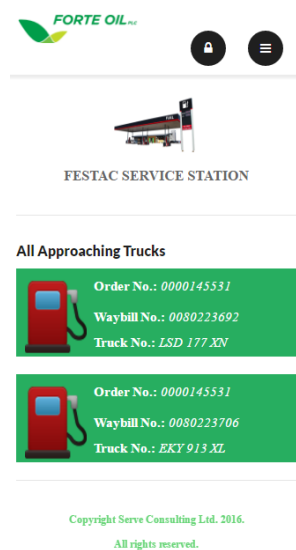 FORTE OIL PLC
FESTAC SERVICE STATION
All Approaching Trucks
Order No.: 0000145531
Waybill No.: 0080223692
Truck No.: LSD 177 XN
Order No.: 0000145531
Waybill No.: 0080223706
Truck No.: EKY 913 XL
Copyright Serve Consulting Ltd. 2016.
All rights reserved.